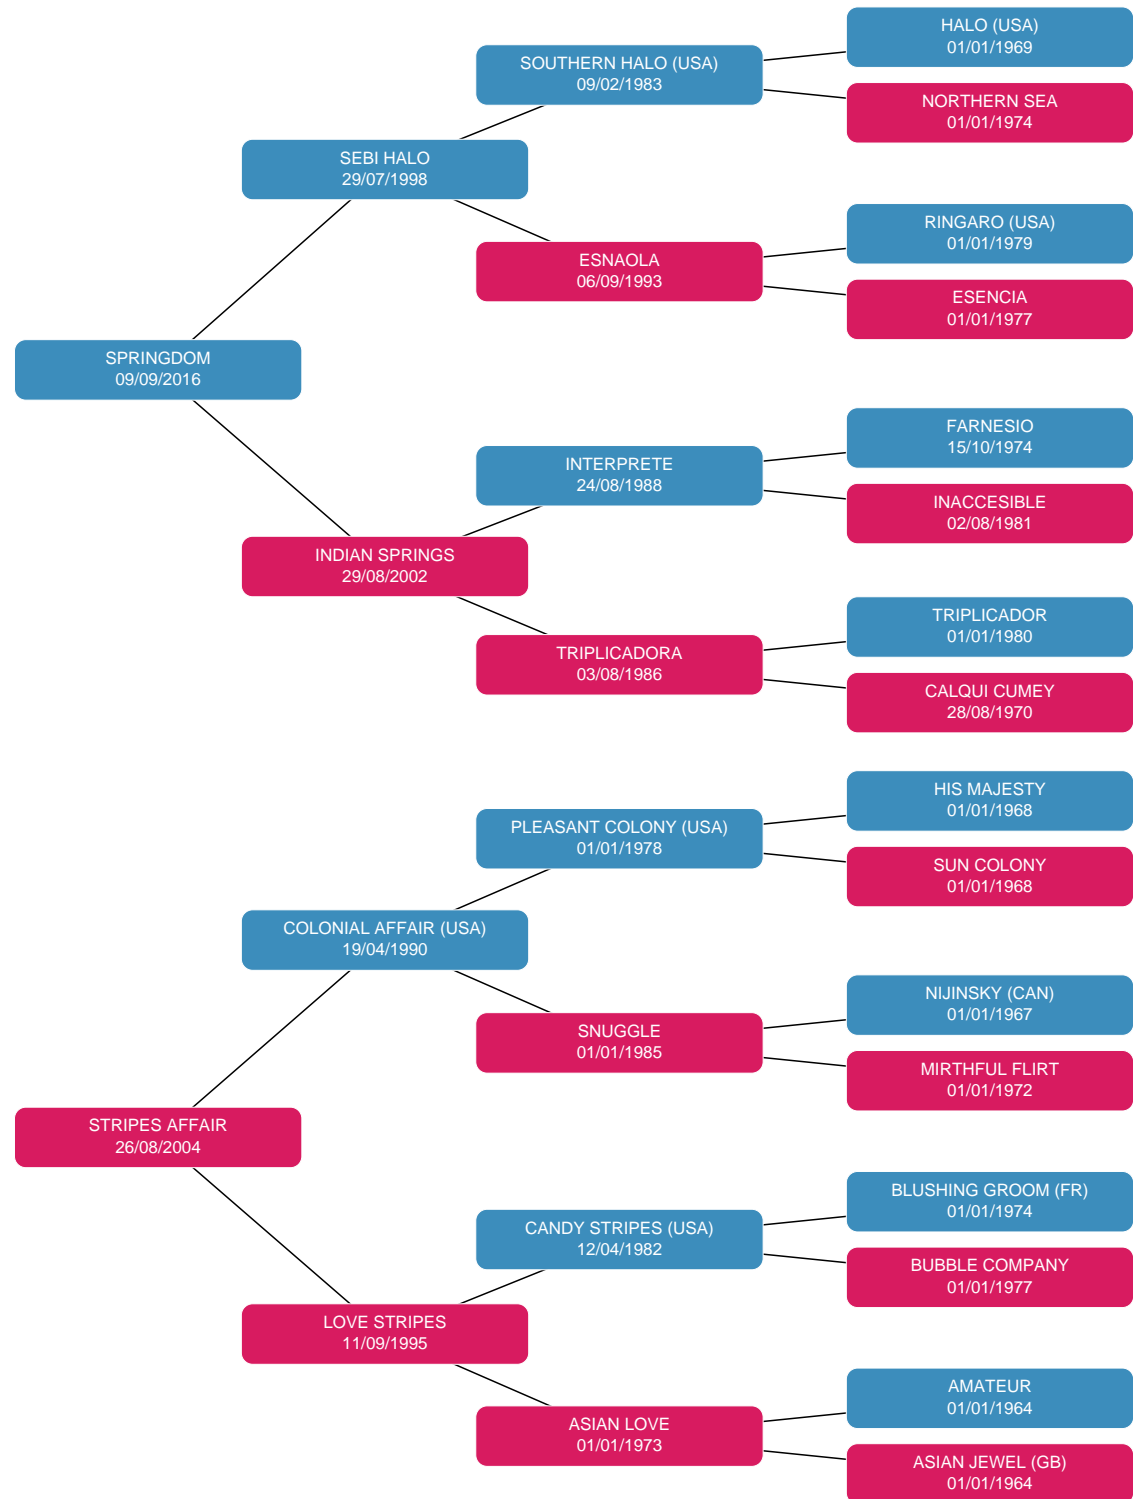 HALO (USA)
01/01/1969
SOUTHERN HALO (USA)
09/02/1983
NORTHERN SEA
01/01/1974
SEBI HALO
29/07/1998
RINGARO (USA)
01/01/1979
ESNAOLA
06/09/1993
ESENCIA
01/01/1977
SPRINGDOM
09/09/2016
FARNESIO
15/10/1974
INTERPRETE
24/08/1988
INACCESIBLE
02/08/1981
INDIAN SPRINGS
29/08/2002
TRIPLICADOR
01/01/1980
TRIPLICADORA
03/08/1986
CALQUI CUMEY
28/08/1970
HIS MAJESTY
01/01/1968
PLEASANT COLONY (USA)
01/01/1978
SUN COLONY
01/01/1968
COLONIAL AFFAIR (USA)
19/04/1990
NIJINSKY (CAN)
01/01/1967
SNUGGLE
01/01/1985
MIRTHFUL FLIRT
01/01/1972
STRIPES AFFAIR
26/08/2004
BLUSHING GROOM (FR)
01/01/1974
CANDY STRIPES (USA)
12/04/1982
BUBBLE COMPANY
01/01/1977
LOVE STRIPES
11/09/1995
AMATEUR
01/01/1964
ASIAN LOVE
01/01/1973
ASIAN JEWEL (GB)
01/01/1964